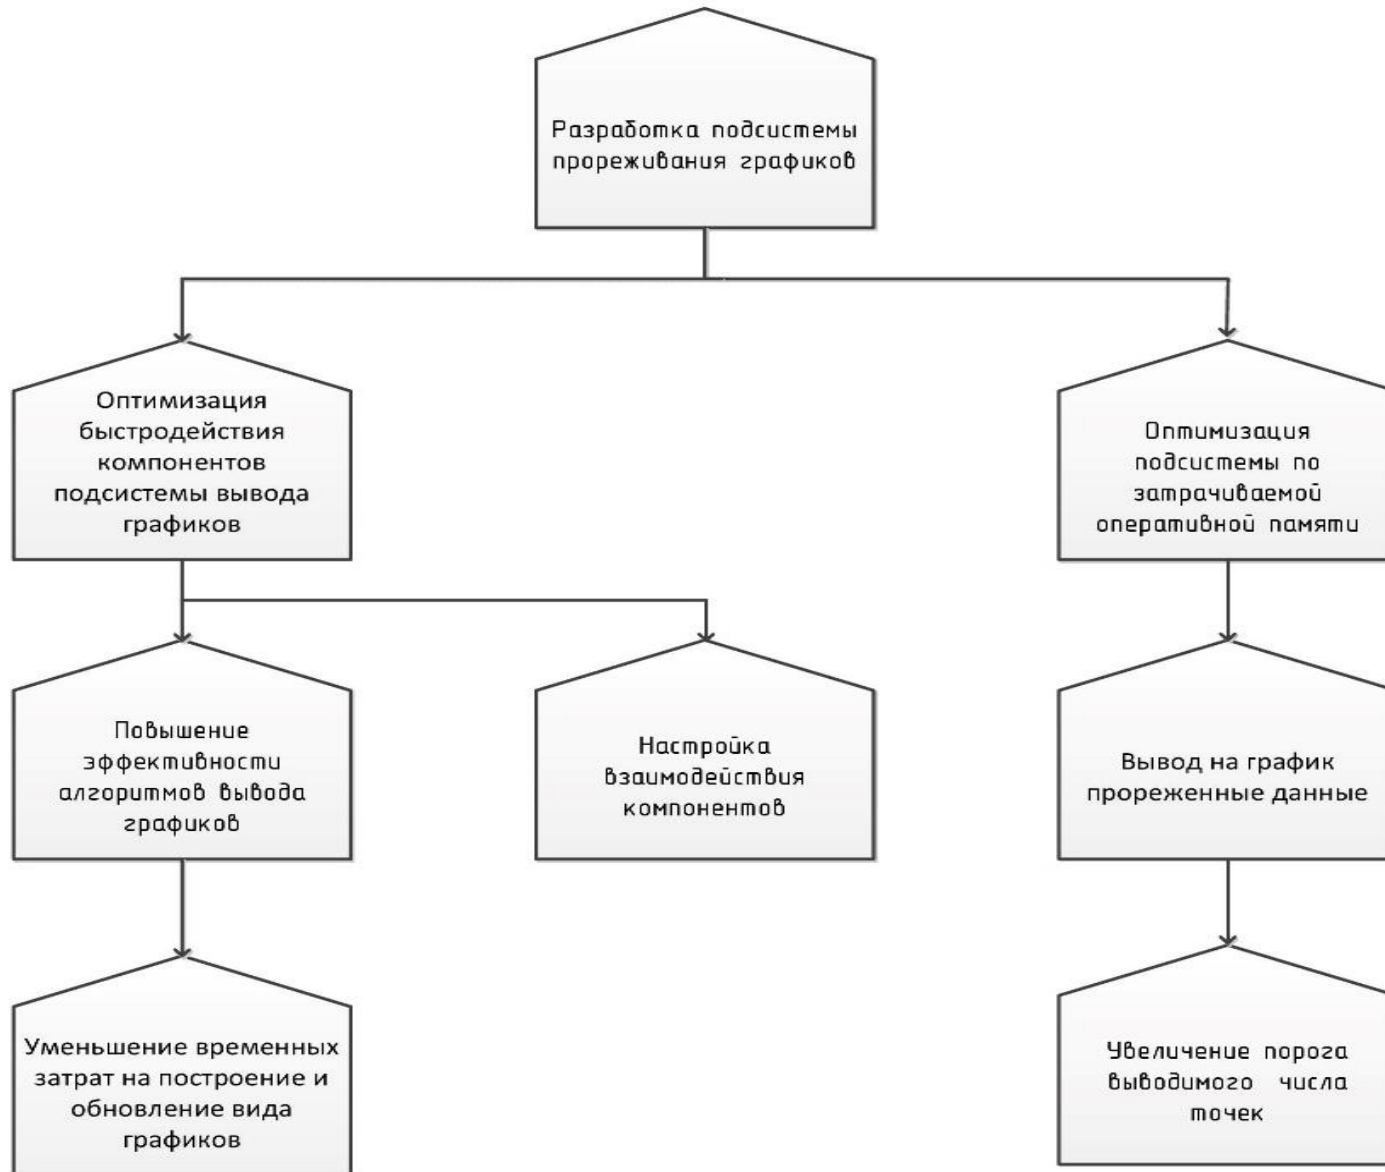 Разработка подсистемы
прореживания графиков
Оптимизация
быстродействия
компонентов
подсистемы вывода
графиков
Оптимизация
подсистемы по
затрачиваемой
оперативной памяти
Повышение
эффективности
алгоритмов вывода
графиков
Настройка
взаимодействия
компонентов
Вывод на график
прореженные данные
Уменьшение временных
затрат на построение и
обновление вида
графиков
Увеличение порога
выводимого числа
точек